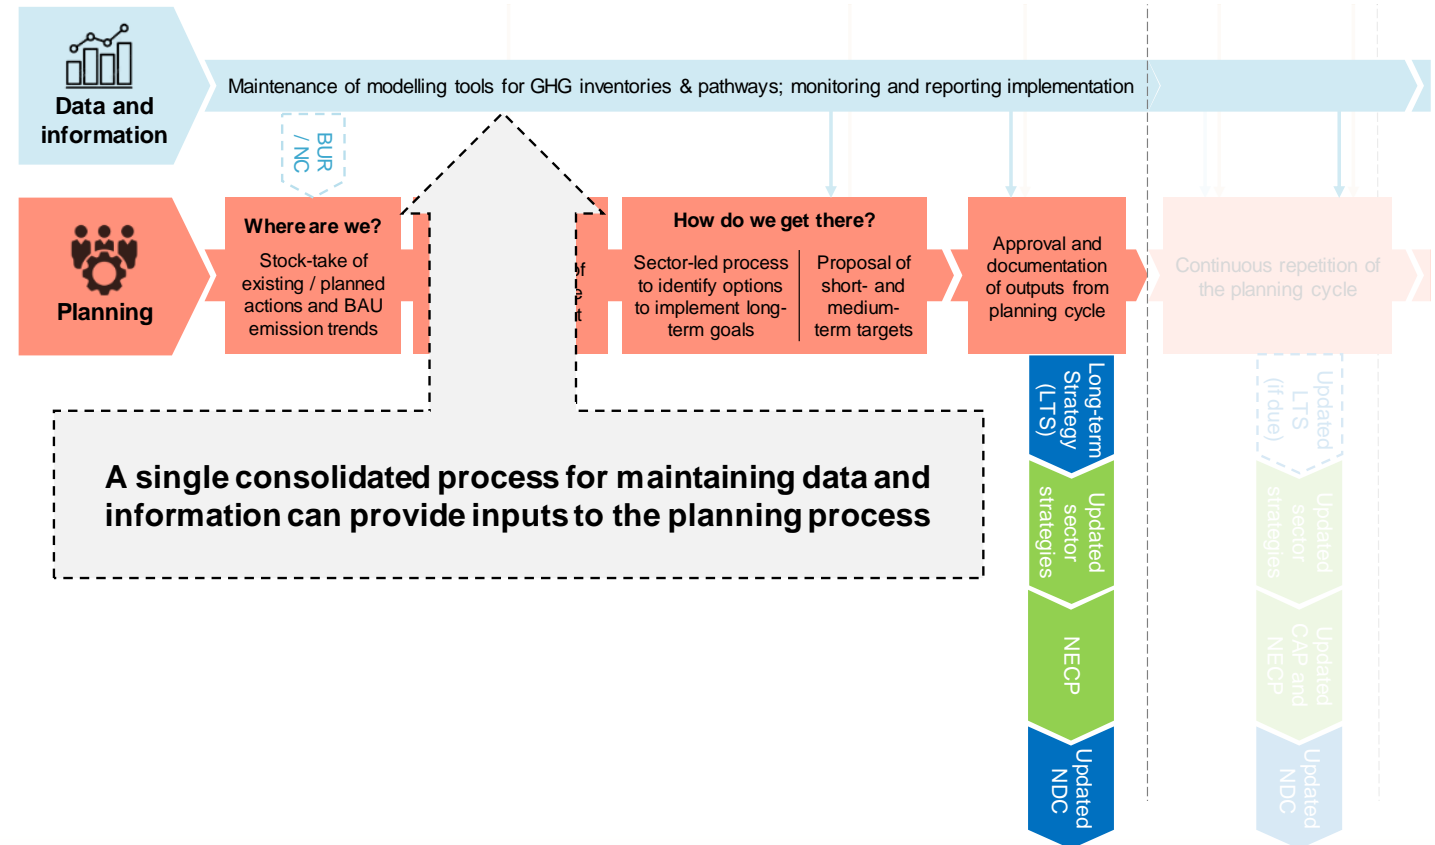 Data and
information
Maintenance of modelling tools for GHG inventories & pathways; monitoring and reporting implementation
BUR
/ NC
Planning
Where are we?
Stock-take of
existing / planned
actions and BAU
emission trends
of
How do we get there?
Sector-led process
to identify options
to implement long-
term goals
Proposal of
short- and
medium-
term targets
Approval and
documentation
of outputs from
planning cycle
Continuous repetition of
the planning cycle
A single consolidated process for maintaining data and
information can provide inputs to the planning process
Long-term
Strategy
(LTS)
Updated
sector
strategies
NECP
Updated
NDC
Updated
LTS
(if due)
Updated
sector
strategies
Updated
CAP and
NECP
Updated
NDC